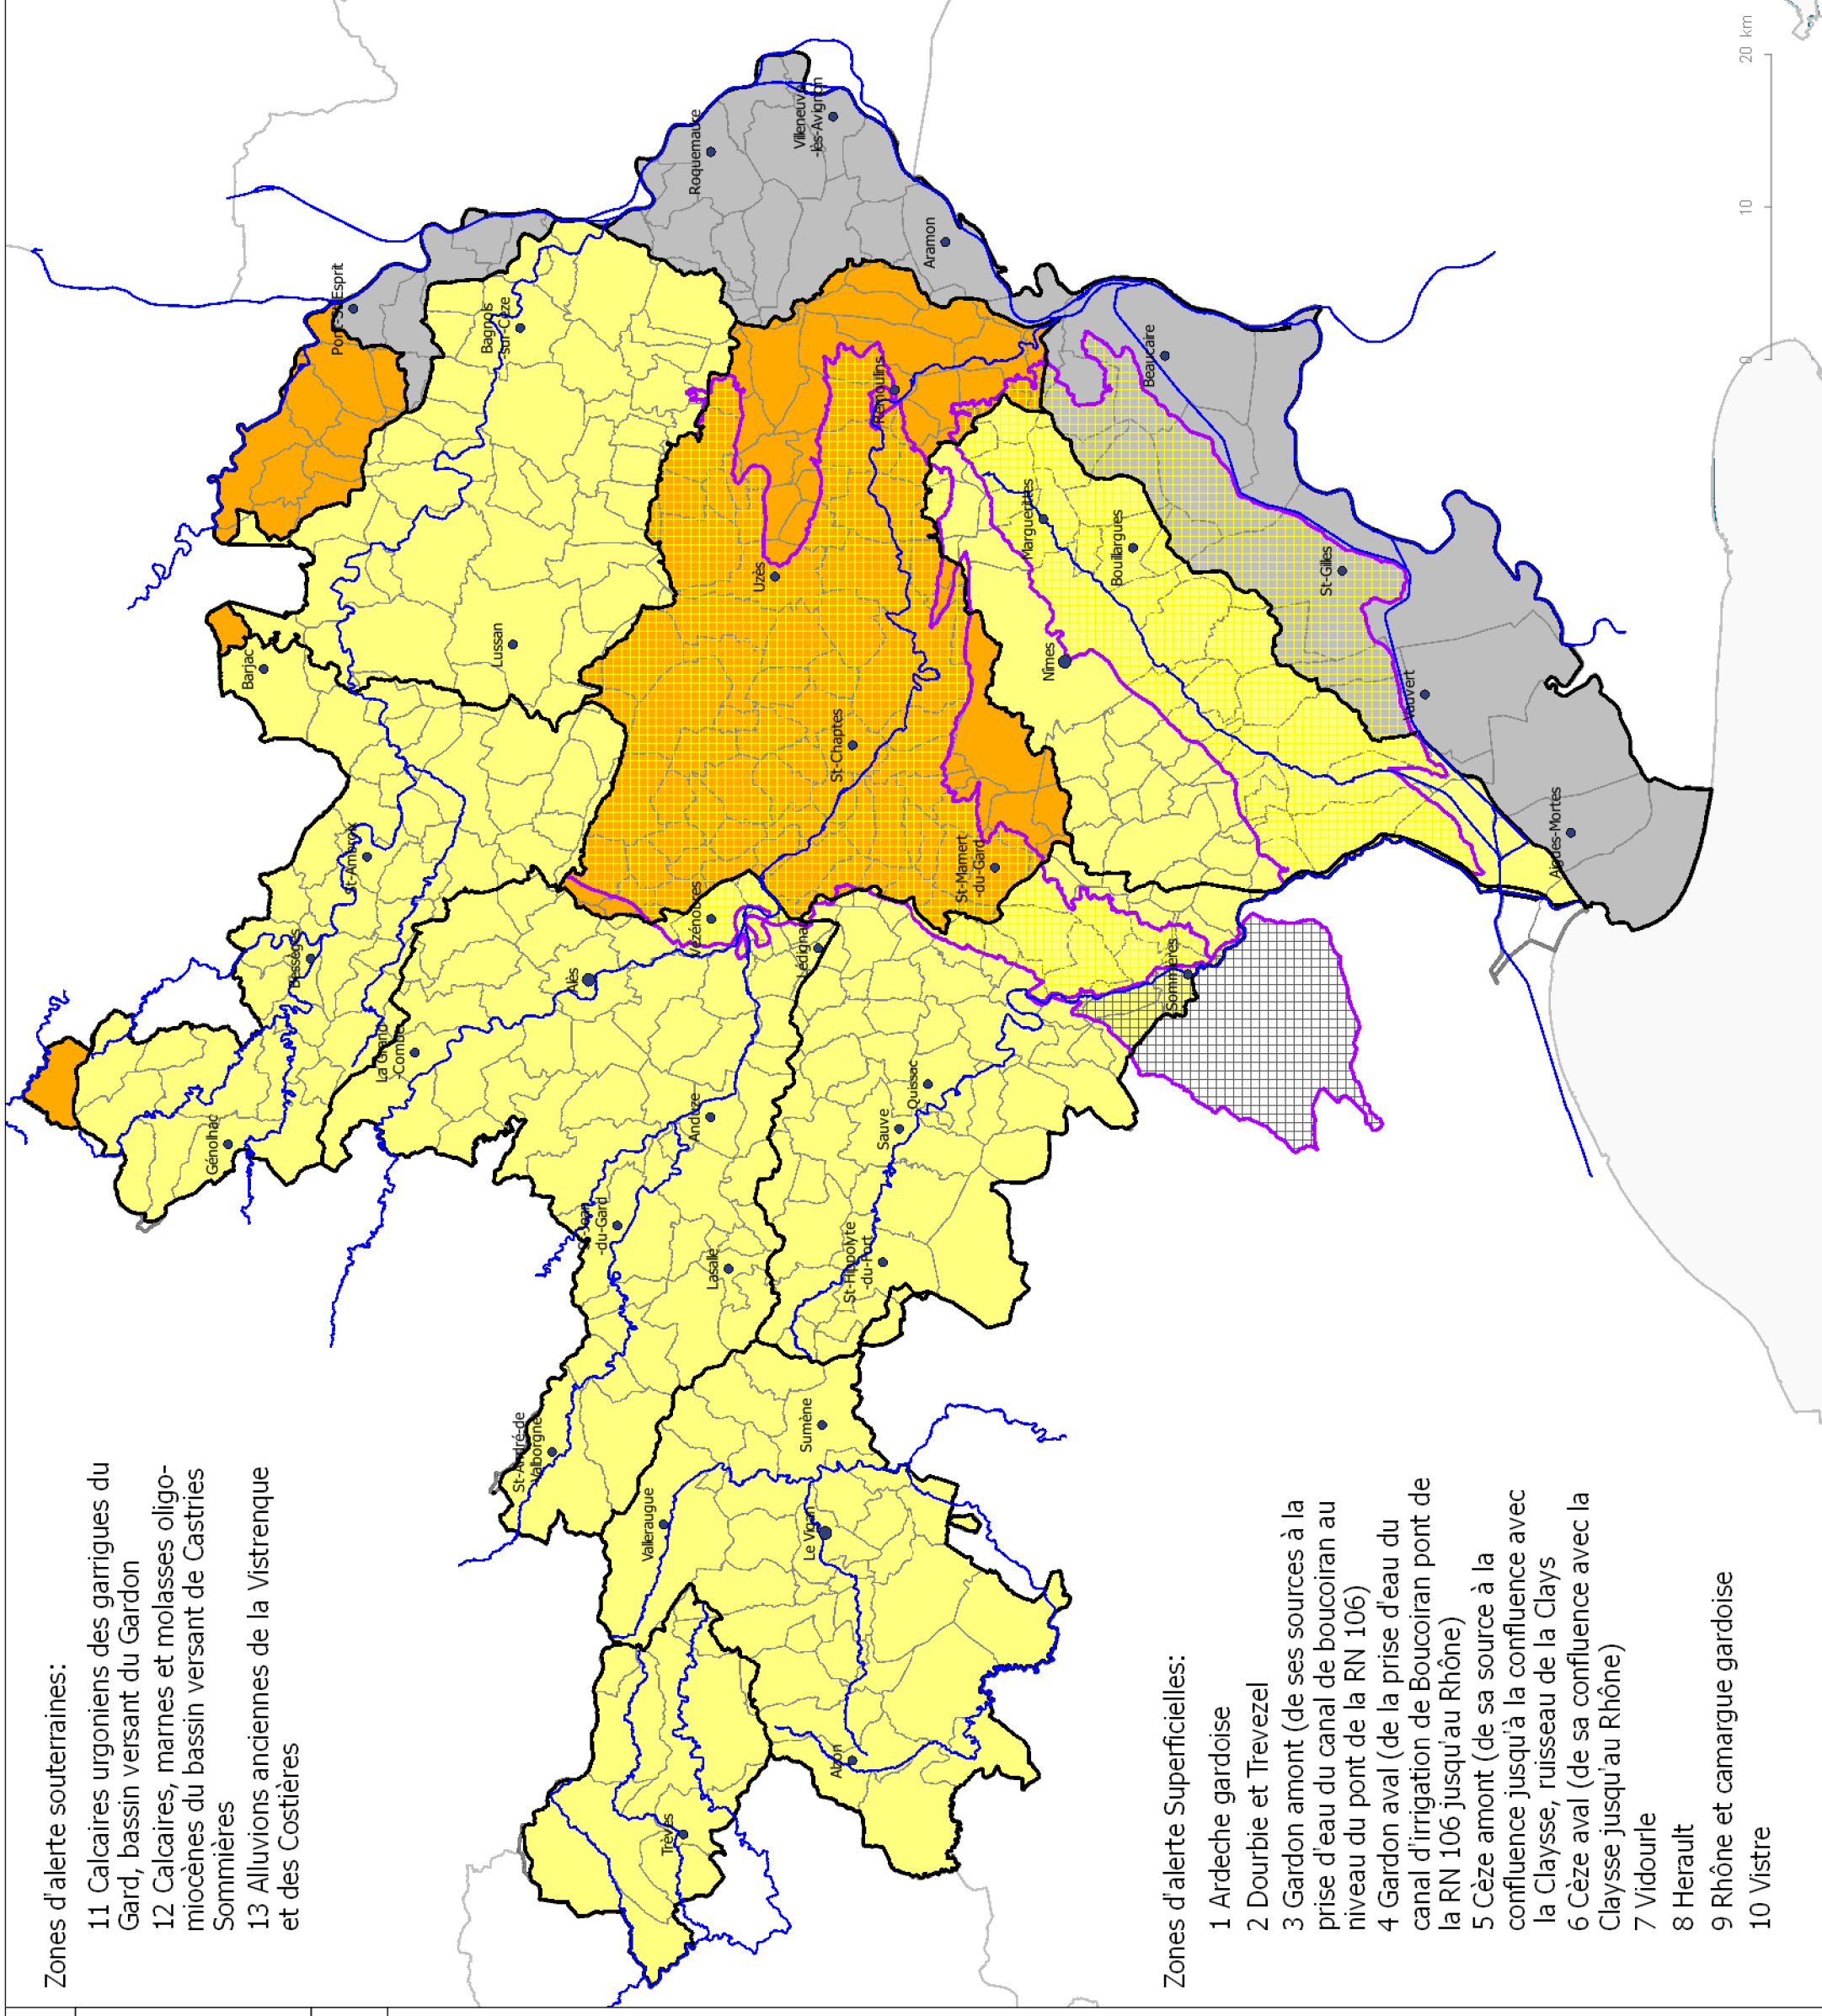 Zones d'alerte souterraines:
11 Calcaires urgoniens des garrigues du
Gard, bassin versant du Gardon
12 Calcaires, marnes et molasses oligo-
miocènes du bassin versant de Castries
Sommières
13 Alluvions anciennes de la Vistrenque
et des Costières
Zones d'alerte Superficielles:
1 Ardeche gardoise
2 Dourbie et Trevezel
3 Gardon amont (de ses sources à la
prise d'eau du canal de boucoiran au
niveau du pont de la RN 106)
4 Gardon aval (de la prise d'eau du
canal d'irrigation de Boucoiran pont de
la RN 106 jusqu'au Rhône)
5 Cèze amont (de sa source à la
confluence jusqu'à la confluence avec
la Claysse, ruisseau de la Clays
6 Cèze aval (de sa confluence avec la
Claysse jusqu'au Rhône)
7 Vidourle
8 Herault
9 Rhône et camargue gardoise
10 Vistre
Génolhac
Bessèges
La Grand
-Combe
St-Ambroix
Barjac
Pont-St-Esprit
Bagnols
-sur-Cèze
Lussan
Roquemaure
Villeneuve
-lès-Avignon
Aramon
Alès
St-André-de
Valborgne
St-Jean
-du-Gard
Anduze
Lasalle
Vézénobres
Lédignan
Uzès
St-Chaptes
Remoulins
Valleraugue
Trèves
Alzon
Le Vigan
Sumène
St-Hippolyte
-du-Fort
Sauve
Quissac
St-Mamert
-du-Gard
Sommières
Nîmes
Marguerittes
Bouillargues
Beaucaire
St-Gilles
Vauvert
Aigues-Mortes
0
10
20 km